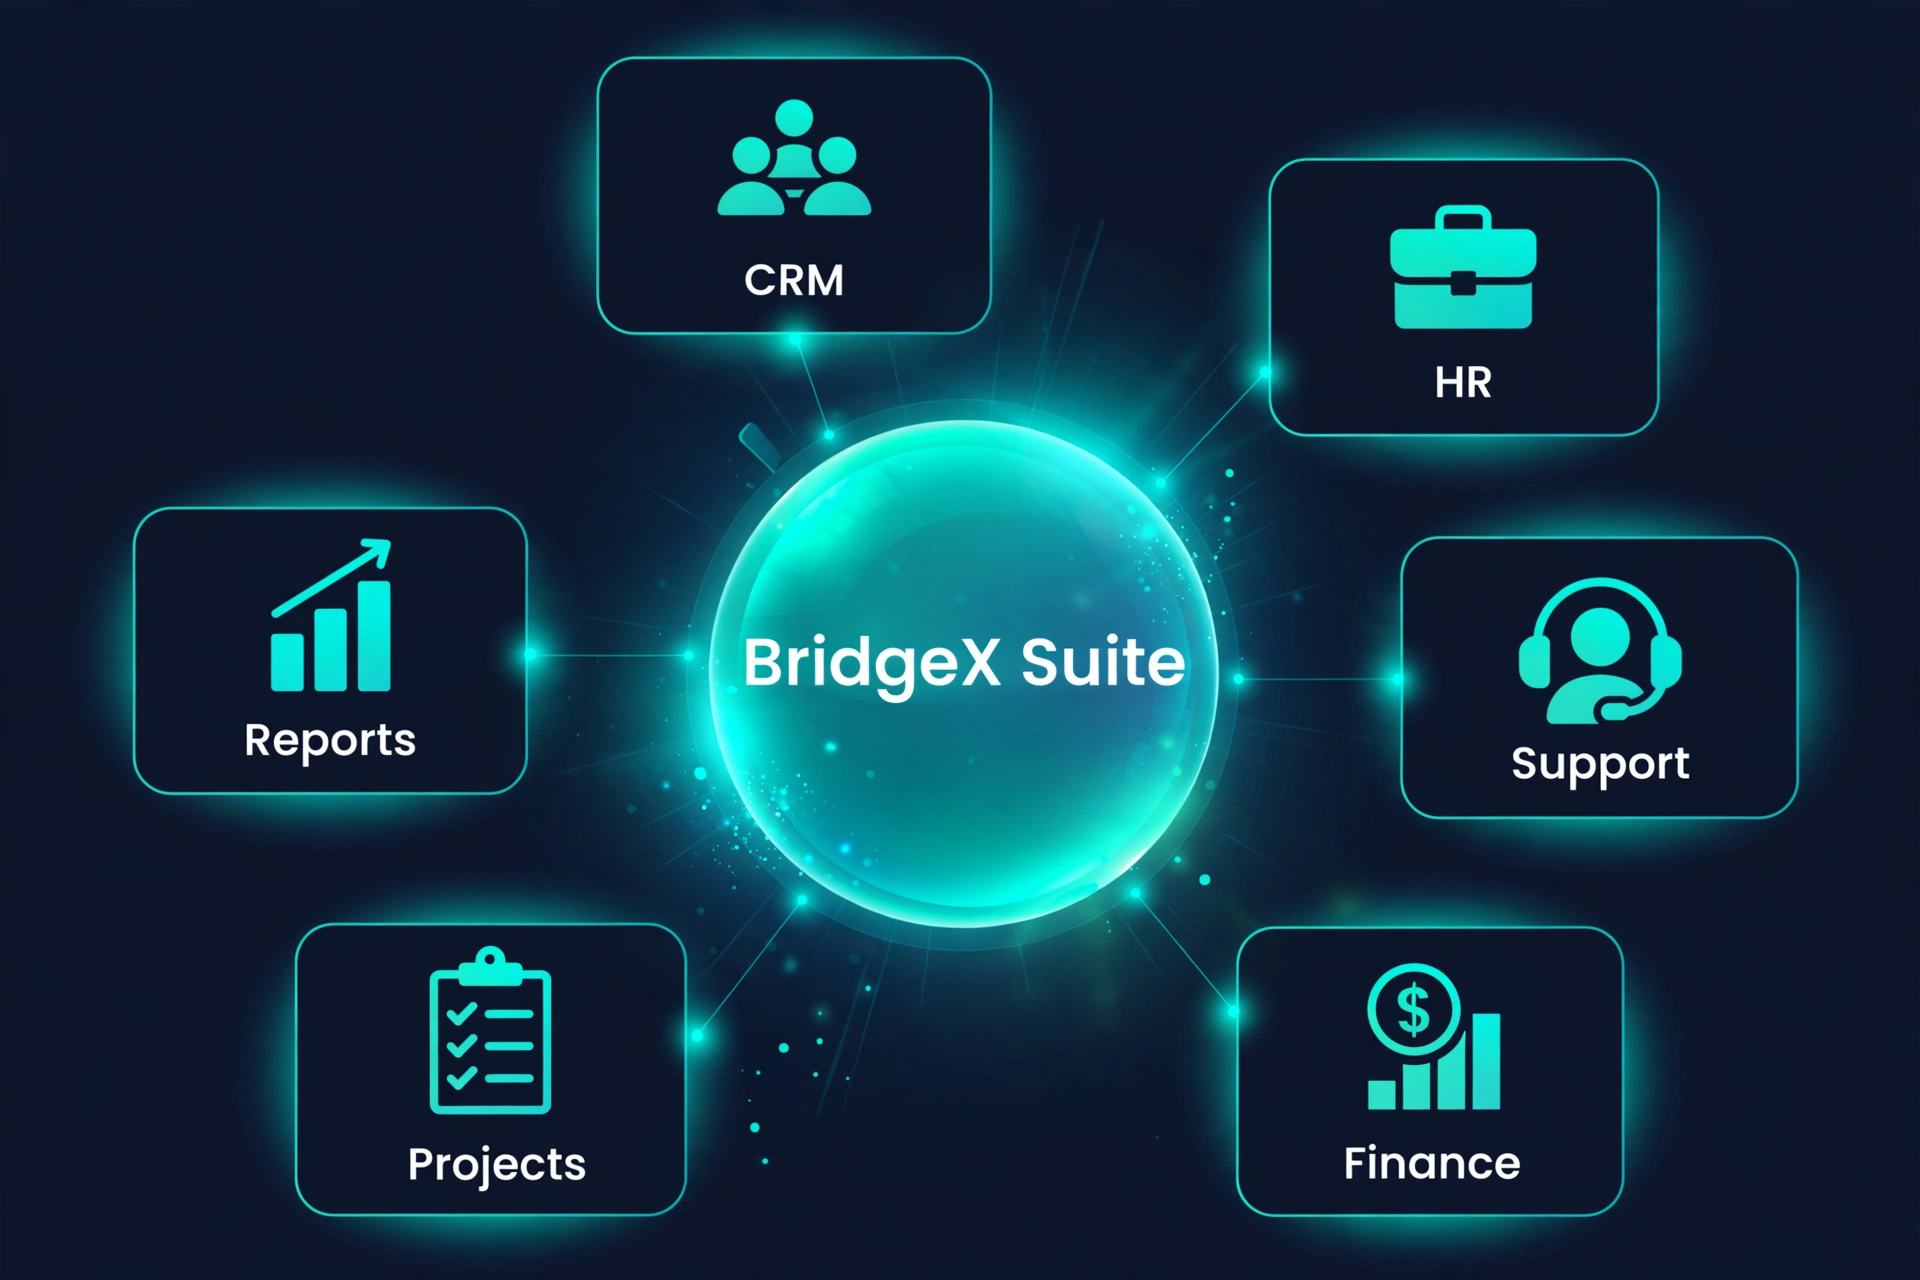 CRM
HR
BridgeX Suite
Reports
Support
Projects
$
Finance